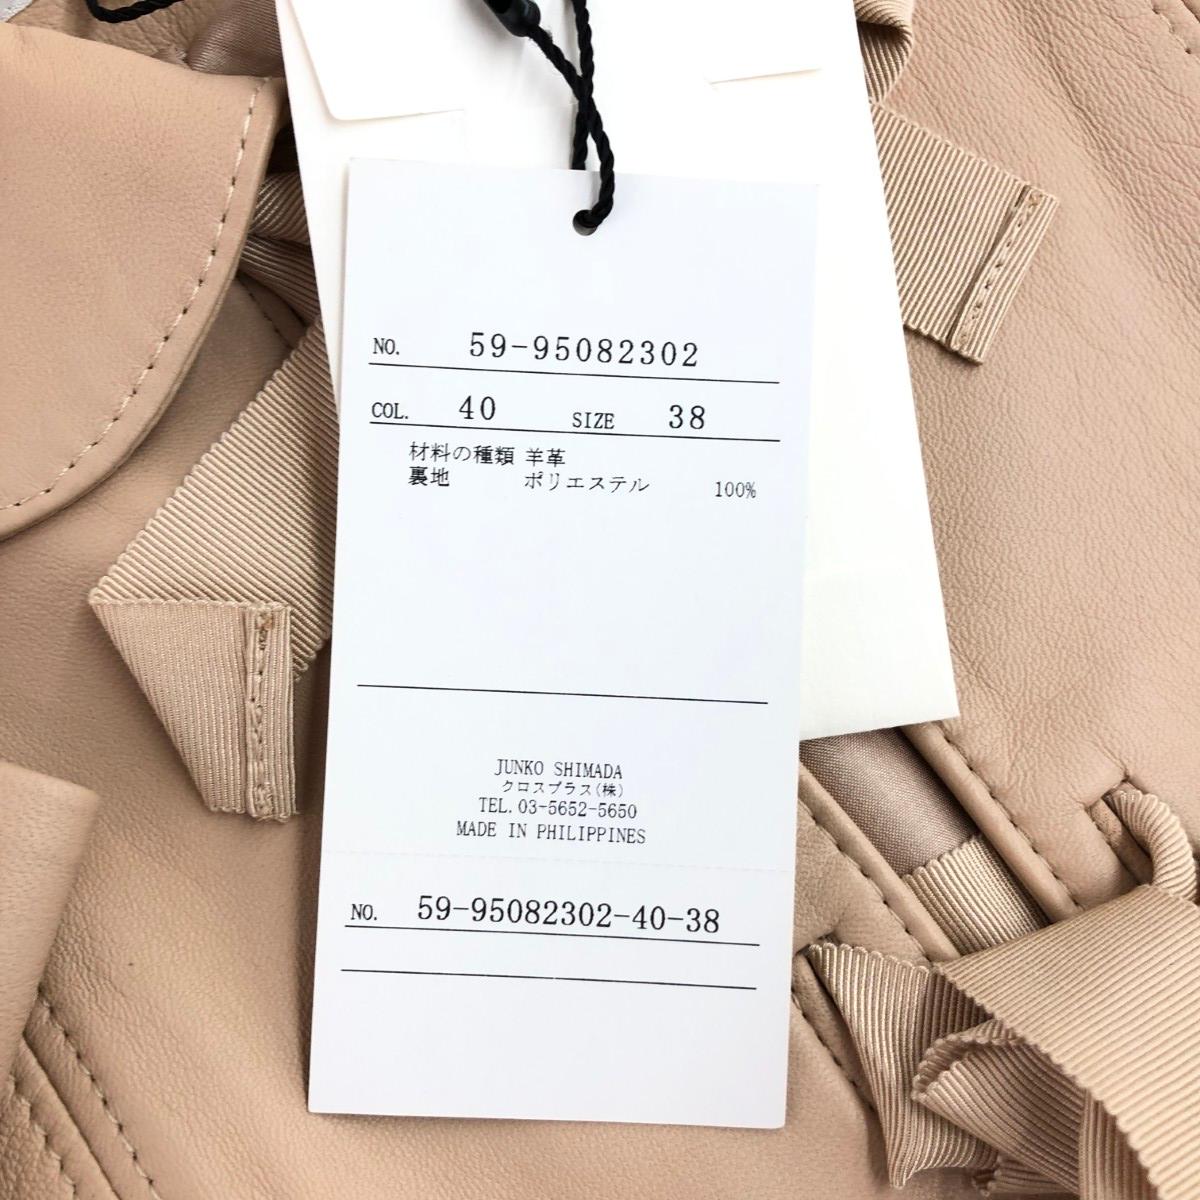 NO. 59-95082302
COL. 40 SIZE 38
材料の種類 羊革
裏地 ポリエステル 100%
JUNKO SHIMADA
クロスプラス(株)
TEL.03-5652-5650
MADE IN PHILIPPINES
NO. 59-95082302-40-38